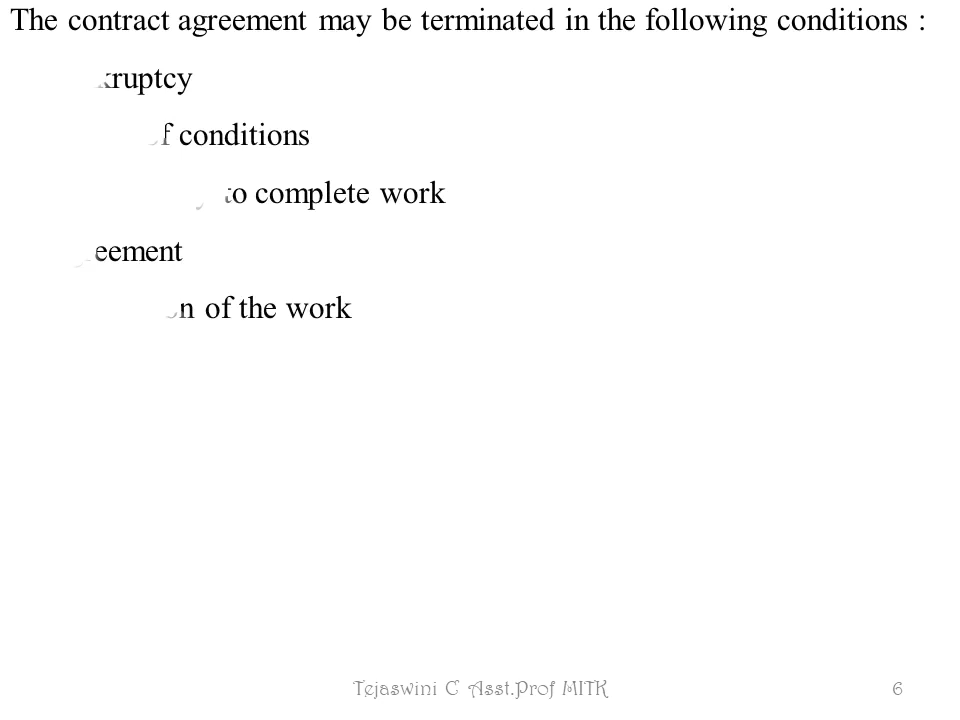 The contract agreement may be terminated in the following conditions :
kruptcy
of conditions
to complete work
eement
n of the work
Tejaswini C Asst.Prof MITK 6